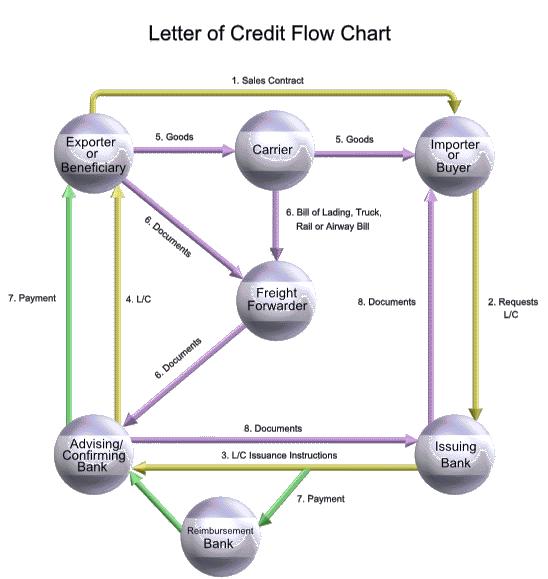 Letter of Credit Flow Chart
1. Sales Contract
Exporter
or
Beneficiary
5. Goods
Carrier
5. Goods
Importer
or
Buyer
6. Documents
6. Bill of Lading, Truck,
Rail or Airway Bill
7. Payment
4. L/C
Freight
Forwarder
8. Documents
2. Requests
L/C
6. Documents
Advising/
Confirming
Bank
8. Documents
3. L/C Issuance Instructions
Issuing
Bank
7. Payment
Reimbursement
Bank